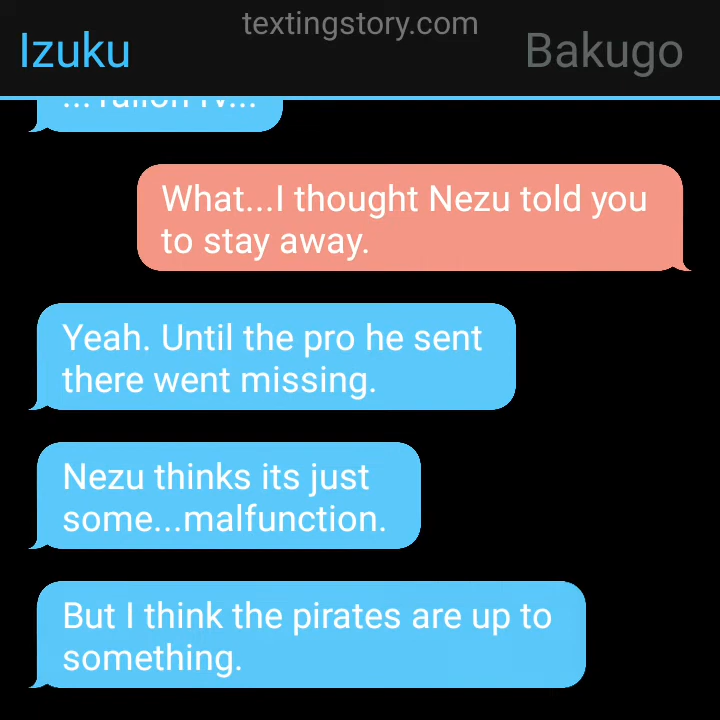 textingstory.com
Izuku
Bakugo
What...I thought Nezu told you
to stay away.
Yeah. Until the pro he sent
there went missing.
Nezu thinks its just
some...malfunction.
But I think the pirates are up to
something.